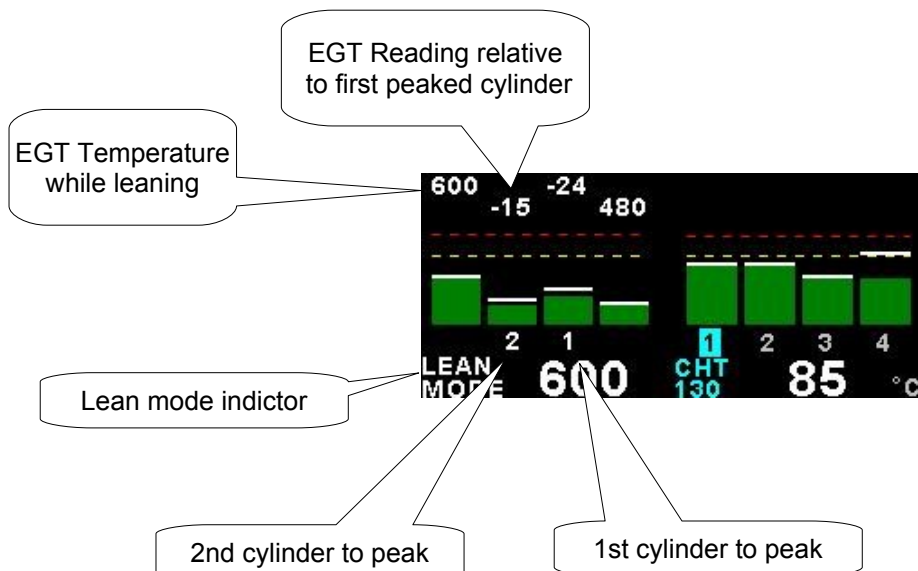 EGT Reading relative
to first peaked cylinder
EGT Temperature
while leaning
600 -24
-15 480
2 1
1 2 3 4
LEAN
MODE
600
CHT
130
85
°C
Lean mode indictor
2nd cylinder to peak
1st cylinder to peak